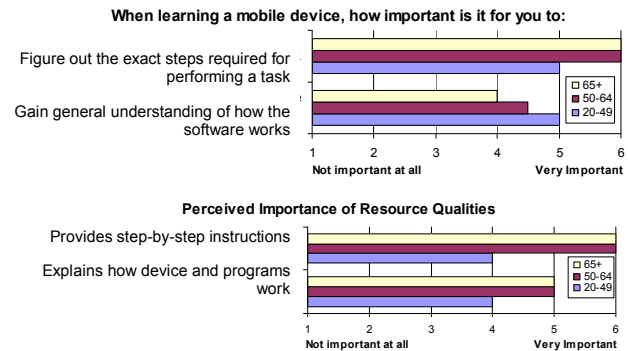 When learning a mobile device, how important is it for you to:
Figure out the exact steps required for
performing a task
Gain general understanding of how the
software works
65+
50-64
20-49
1 2 3 4 5 6
Not important at all Very Important
Perceived Importance of Resource Qualities
Provides step-by-step instructions
Explains how device and programs
work
65+
50-64
20-49
1 2 3 4 5 6
Not important at all Very Important